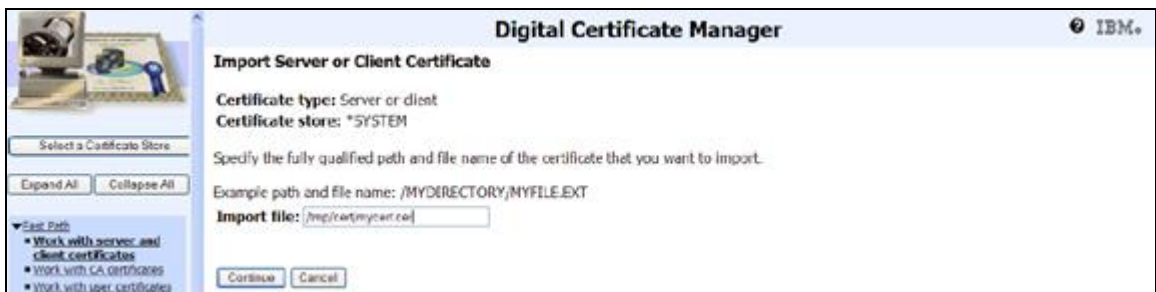 Digital Certificate Manager
IBM.
Import Server or Client Certificate
Certificate type: Server or client
Certificate store: *SYSTEM
Specify the fully qualified path and file name of the certificate that you want to import.
Example path and file name: /MYDIRECTORY/MYFILE.EXT
Import file: /tmp/cert/mycert.cer
Continue Cancel
Select a Certificate Store
Expand All Collapse All
Fast Path
Work with server and
client certificates
Work with CA certificates
Work with user certificates